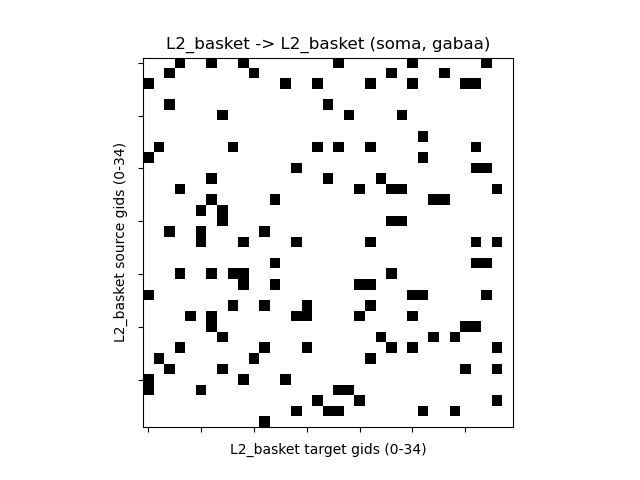 L2_basket -> L2_basket (soma, gabaa)
L2_basket source gids (0-34)
L2_basket target gids (0-34)